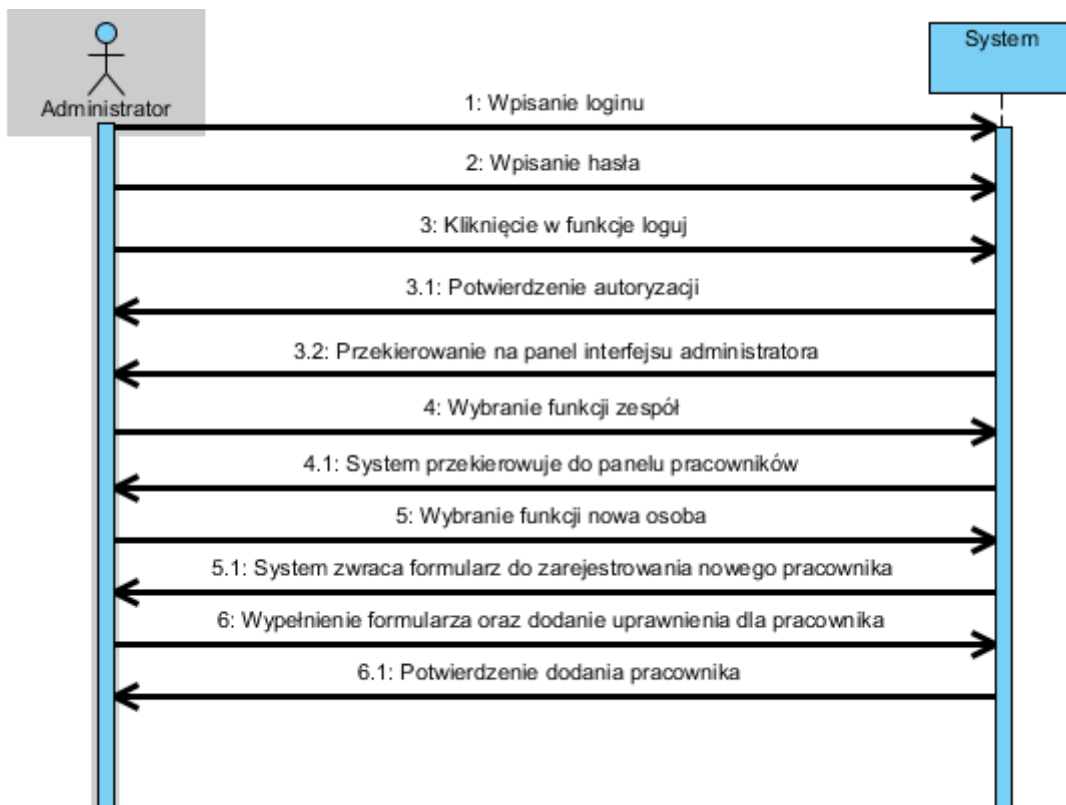 Administrator
System
1: Wpisanie loginu
2: Wpisanie hasła
3: Kliknięcie w funkcje loguj
3.1: Potwierdzenie autoryzacji
3.2: Przekierowanie na panel interfejsu administratora
4: Wybranie funkcji zespół
4.1: System przekierowuje do panelu pracowników
5: Wybranie funkcji nowa osoba
5.1: System zwraca formularz do zarejestrowania nowego pracownika
6: Wypełnienie formularza oraz dodanie uprawnienia dla pracownika
6.1: Potwierdzenie dodania pracownika